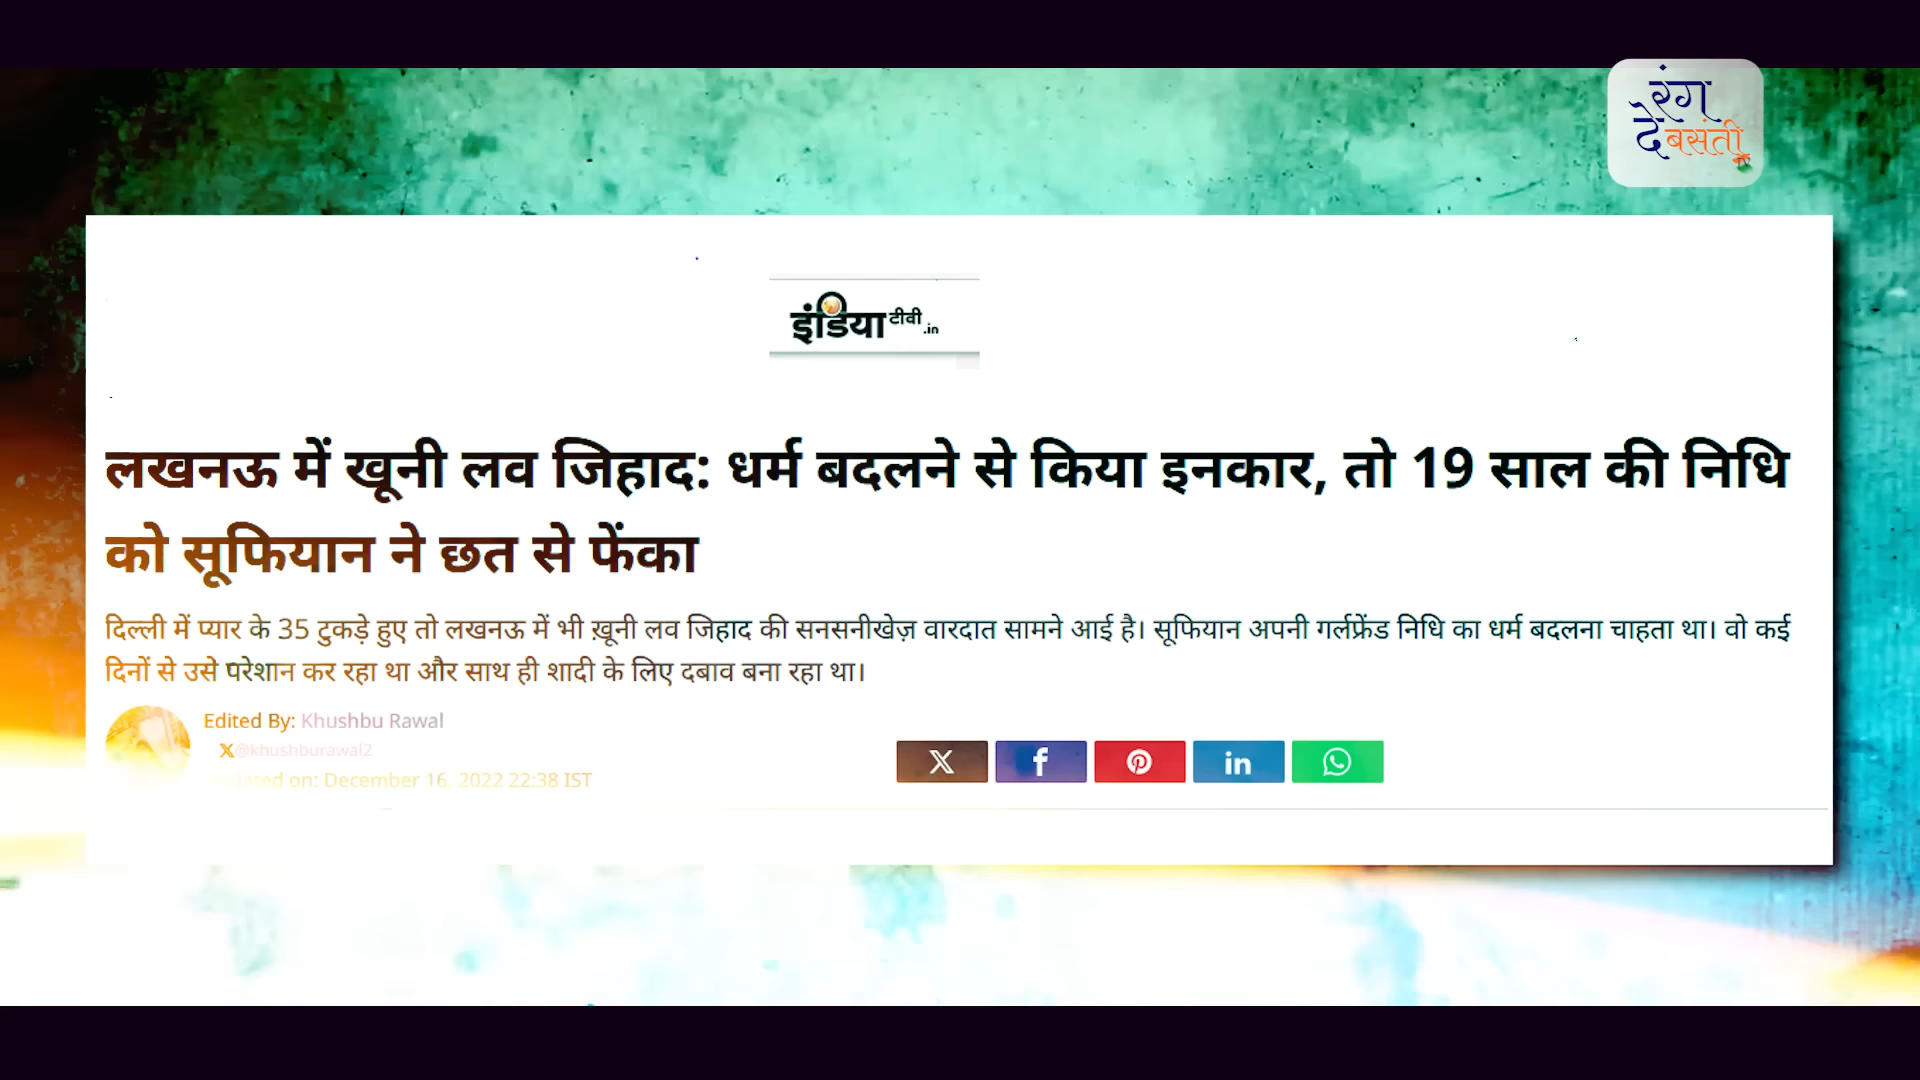 रंग
दे बसंती
इंडिया टीवी.in
लखनऊ में खूनी लव जिहाद: धर्म बदलने से किया इनकार, तो 19 साल की निधि
को सूफियान ने छत से फेंका
दिल्ली में प्यार के 35 टुकड़े हुए तो लखनऊ में भी ख़ूनी लव जिहाद की सनसनीखेज़ वारदात सामने आई है। सूफियान अपनी गर्लफ्रेंड निधि का धर्म बदलना चाहता था। वो कई
दिनों से उसे परेशान कर रहा था और साथ ही शादी के लिए दबाव बना रहा था।
Edited By: Khushbu Rawal
@khushburawal2
on: December 16, 2022 22:38 IST